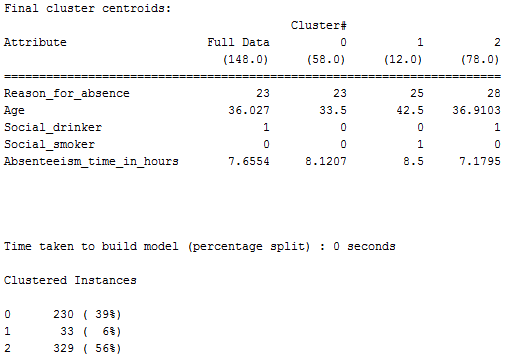 Final cluster centroids:
Cluster#
Attribute Full Data 0 1 2
(148.0) (58.0) (12.0) (78.0)
==========================================================================
Reason_for_absence 23 23 25 28
Age 36.027 33.5 42.5 36.9103
Social_drinker 1 0 0 1
Social_smoker 0 0 1 0
Absenteeism_time_in_hours 7.6554 8.1207 8.5 7.1795
Time taken to build model (percentage split) : 0 seconds
Clustered Instances
0 230 ( 39%)
1 33 ( 6%)
2 329 ( 56%)